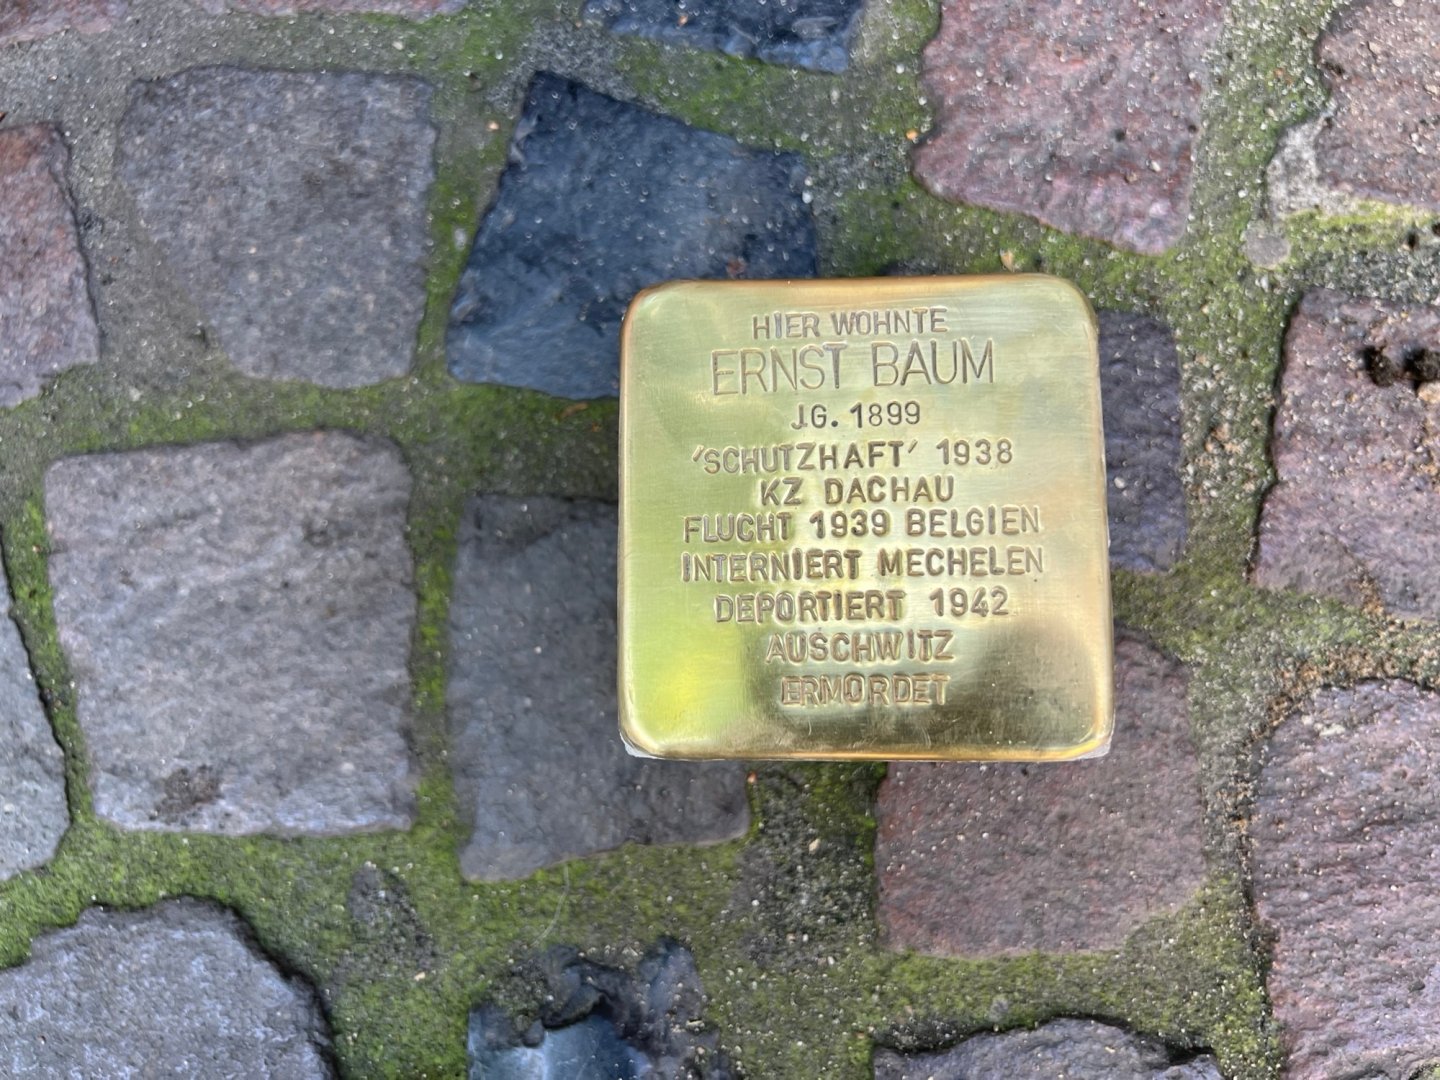 HIER WOHNTE
ERNST BAUM
JG. 1899
'SCHUTZHAFT' 1938
KZ DACHAU
FLUCHT 1939 BELGIEN
INTERNIERT MECHELEN
DEPORTIERT 1942
AUSCHWITZ
ERMORDET